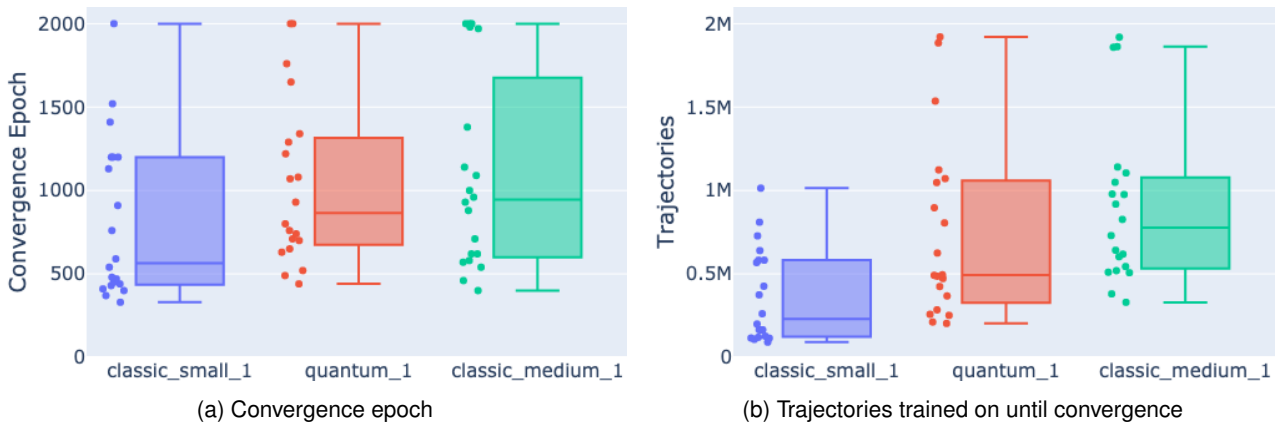 Convergence Epoch
2000
1500
1000
500
0
classic_small_1
quantum_1
classic_medium_1
(a) Convergence epoch
Trajectories
2M
1.5M
1M
0.5M
0
classic_small_1
quantum_1
classic_medium_1
(b) Trajectories trained on until convergence